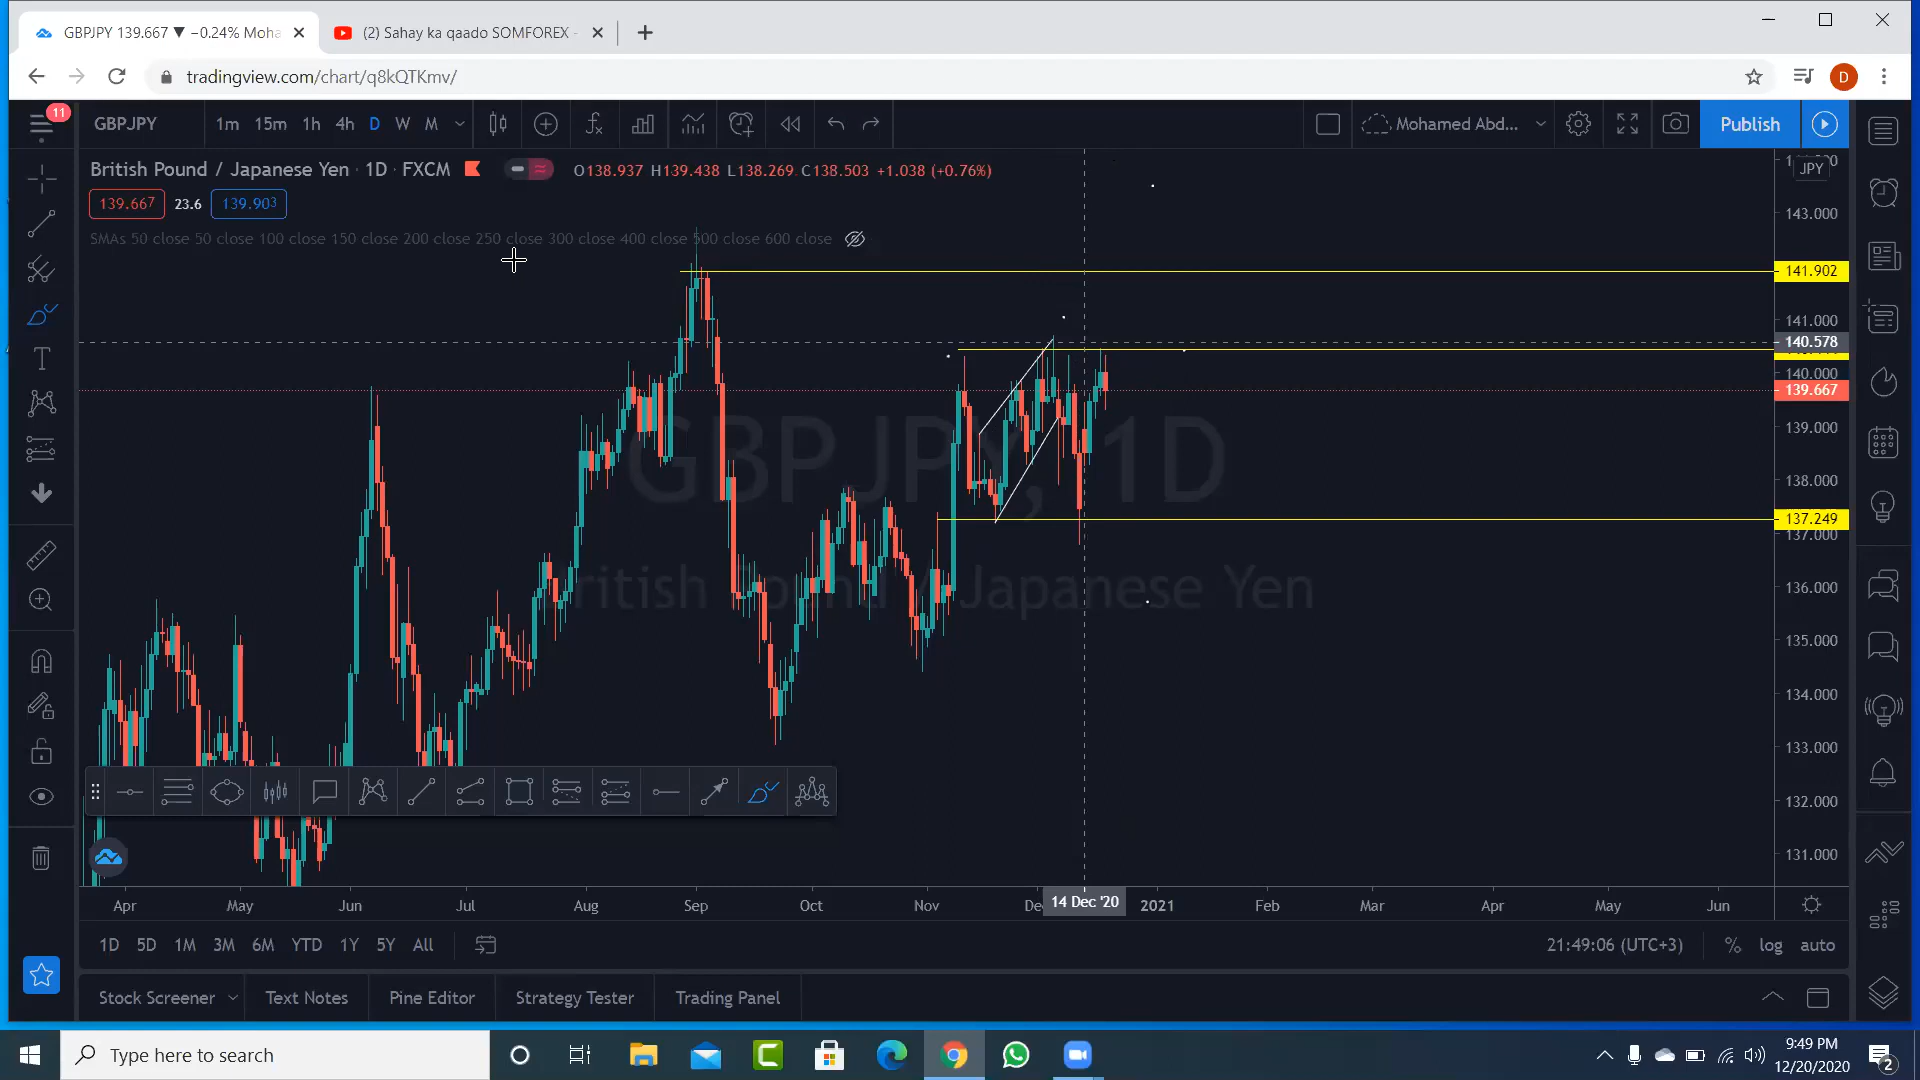 GBPJPY 139.667 ▼ −0.24% Moha
(2) Sahay ka qaado SOMFOREX -
tradingview.com/chart/q8kQTKmv/
D
11
GBPJPY 1m 15m 1h 4h D W M Mohamed Abd... Publish
British Pound / Japanese Yen · 1D · FXCM O138.937 H139.438 L138.269 C138.503 +1.038 (+0.76%)
JPY
139.667 23.6 139.903
SMAs 50 close 50 close 100 close 150 close 200 close 250 close 300 close 400 close 500 close 600 close
143.000
141.902
141.000
140.578
140.000
139.667
139.000
138.000
137.249
137.000
136.000
135.000
134.000
133.000
132.000
131.000
GBPJPY, 1D
British Pound / Japanese Yen
Apr May Jun Jul Aug Sep Oct Nov De 14 Dec '20 2021 Feb Mar Apr May Jun
1D 5D 1M 3M 6M YTD 1Y 5Y All 21:49:06 (UTC+3) % log auto
Stock Screener Text Notes Pine Editor Strategy Tester Trading Panel
Type here to search
9:49 PM
12/20/2020
2